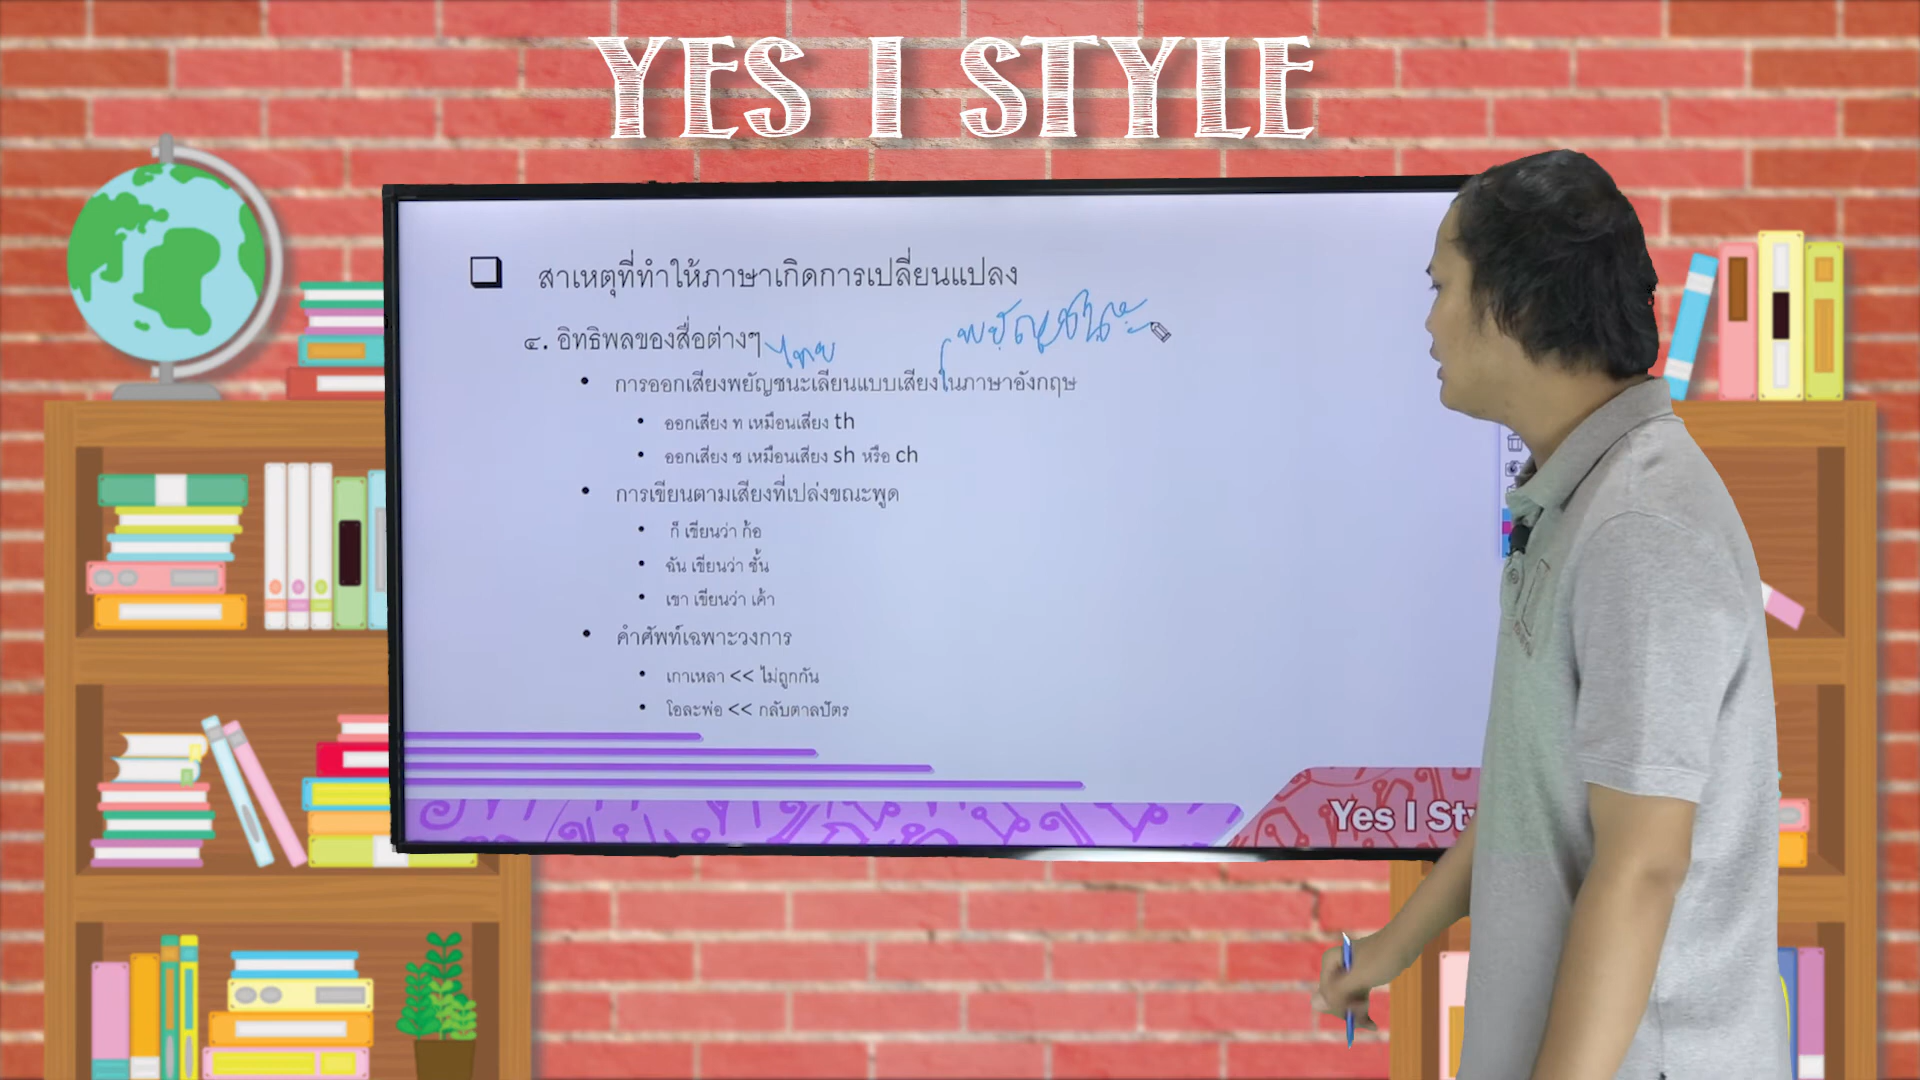 YES I STYLE
สาเหตุที่ทำให้ภาษาเกิดการเปลี่ยนแปลง
๔. อิทธิพลของสื่อต่างๆ
ไทย
พยัญชนะ
• การออกเสียงพยัญชนะเลียนแบบเสียงในภาษาอังกฤษ
• ออกเสียง ท เหมือนเสียง th
• ออกเสียง ช เหมือนเสียง sh หรือ ch
• การเขียนตามเสียงที่เปล่งขณะพูด
• ก็ เขียนว่า ก้อ
• ฉัน เขียนว่า ชั้น
• เขา เขียนว่า เค้า
• คำศัพท์เฉพาะวงการ
• เกาเหลา << ไม่ถูกกัน
• โอละพ่อ << กลับตาลปัตร
Yes I Sty